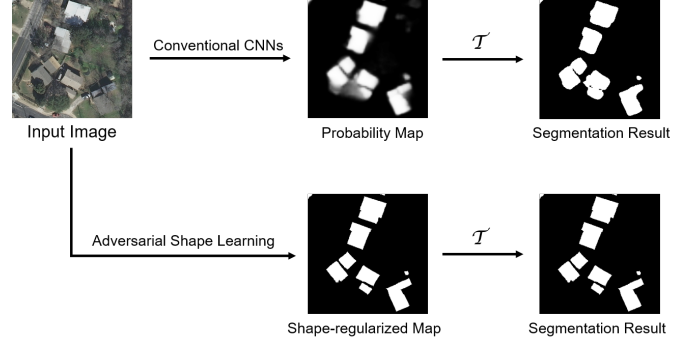 Conventional CNNs
𝒯
Input Image
Probability Map
Segmentation Result
Adversarial Shape Learning
𝒯
Shape-regularized Map
Segmentation Result